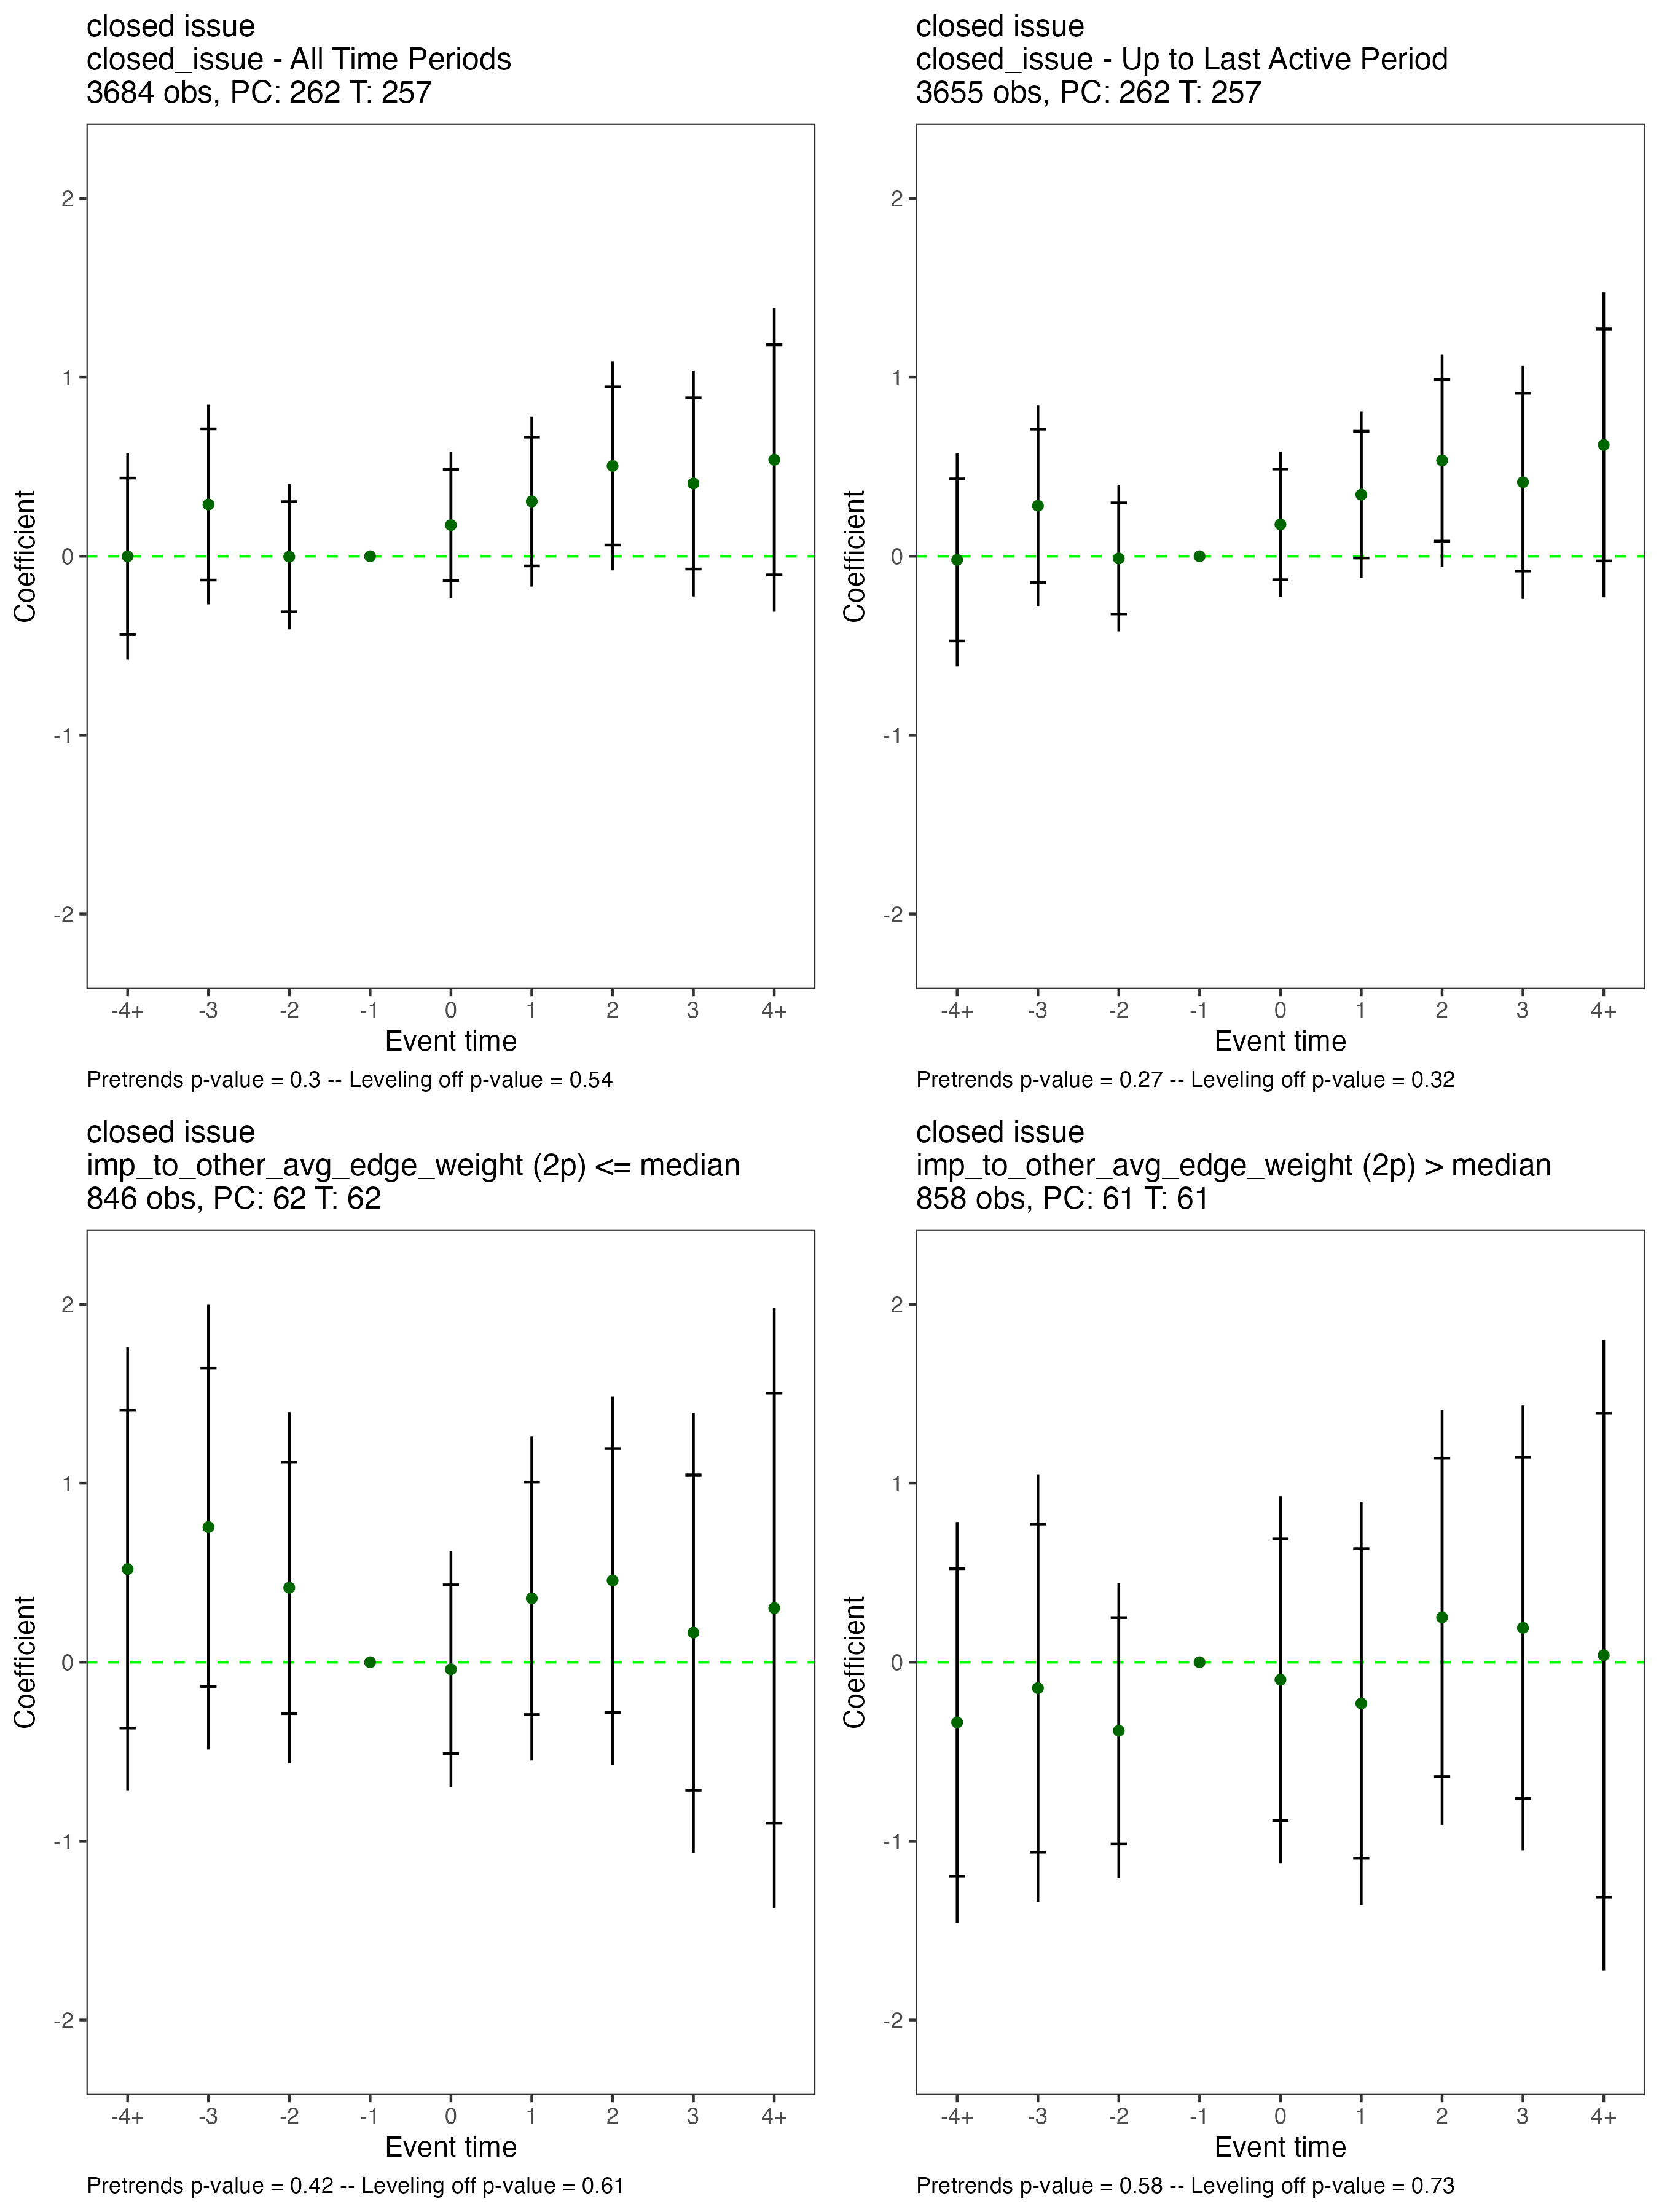 closed issue
closed_issue - All Time Periods
3684 obs, PC: 262 T: 257
2
1
0
-1
-2
Coefficient
-4+ -3 -2 -1 0 1 2 3 4+
Event time
Pretrends p-value = 0.3 -- Leveling off p-value = 0.54
closed issue
closed_issue - Up to Last Active Period
3655 obs, PC: 262 T: 257
2
1
0
-1
-2
Coefficient
-4+ -3 -2 -1 0 1 2 3 4+
Event time
Pretrends p-value = 0.27 -- Leveling off p-value = 0.32
closed issue
imp_to_other_avg_edge_weight (2p) <= median
846 obs, PC: 62 T: 62
2
1
0
-1
-2
Coefficient
-4+ -3 -2 -1 0 1 2 3 4+
Event time
Pretrends p-value = 0.42 -- Leveling off p-value = 0.61
closed issue
imp_to_other_avg_edge_weight (2p) > median
858 obs, PC: 61 T: 61
2
1
0
-1
-2
Coefficient
-4+ -3 -2 -1 0 1 2 3 4+
Event time
Pretrends p-value = 0.58 -- Leveling off p-value = 0.73